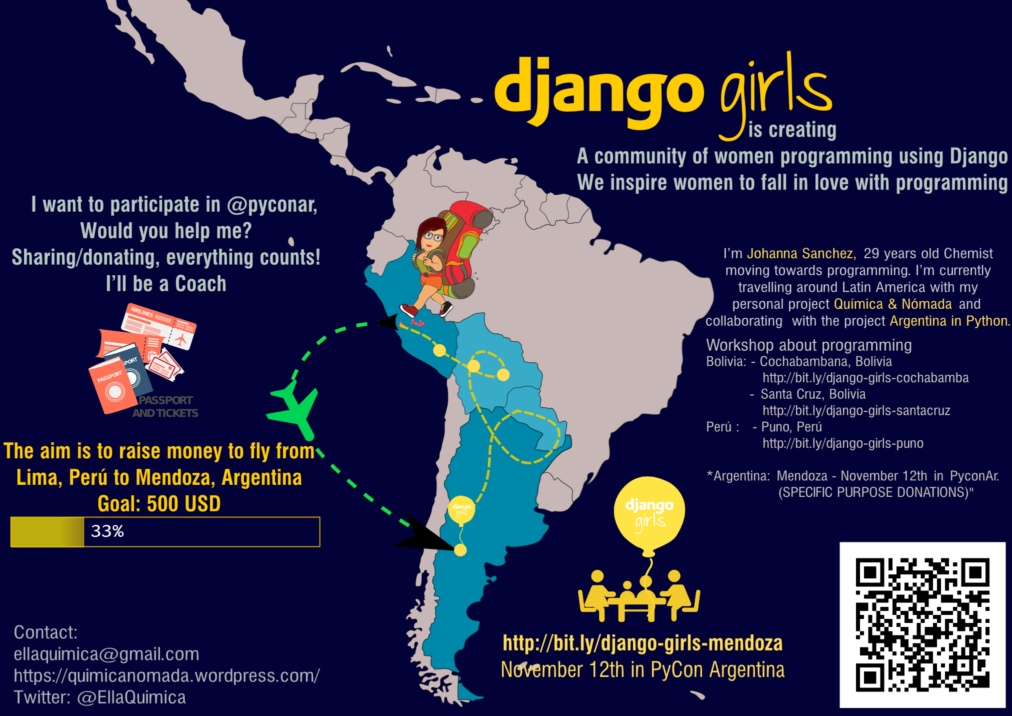 django girls
is creating
A community of women programming using Django
We inspire women to fall in love with programming
I want to participate in @pyconar,
Would you help me?
Sharing/donating, everything counts!
I'll be a Coach
AIRLINES
PASSPORT
PASSPORT
PASSPORT
AND TICKETS
The aim is to raise money to fly from
Lima, Perú to Mendoza, Argentina
Goal: 500 USD
33%
Contact:
ellaquimica@gmail.com
https://quimicanomada.wordpress.com/
Twitter: @EllaQuimica
I'm Johanna Sanchez, 29 years old Chemist
moving towards programming. I'm currently
travelling around Latin America with my
personal project Química & Nómada and
collaborating with the project Argentina in Python.
Workshop about programming
Bolivia: - Cochabambana, Bolivia
http://bit.ly/django-girls-cochabamba
- Santa Cruz, Bolivia
http://bit.ly/django-girls-santacruz
Perú : - Puno, Perú
http://bit.ly/django-girls-puno
*Argentina: Mendoza - November 12th in PyconAr.
(SPECIFIC PURPOSE DONATIONS)"
django
girls
django
girls
http://bit.ly/django-girls-mendoza
November 12th in PyCon Argentina